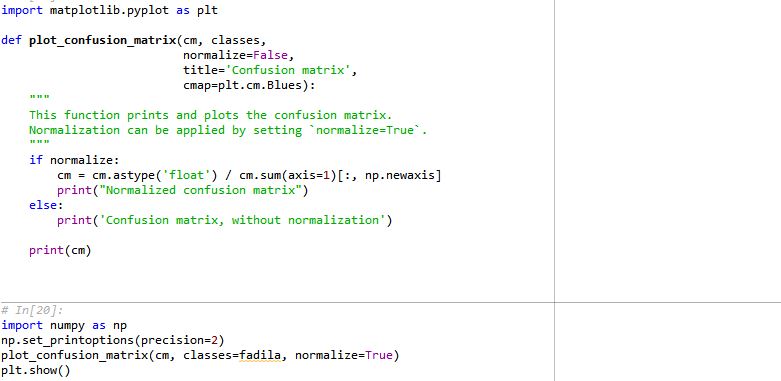 import matplotlib.pyplot as plt
def plot_confusion_matrix(cm, classes,
                          normalize=False,
                          title='Confusion matrix',
                          cmap=plt.cm.Blues):
    """
    This function prints and plots the confusion matrix.
    Normalization can be applied by setting `normalize=True`.
    """
    if normalize:
        cm = cm.astype('float') / cm.sum(axis=1)[:, np.newaxis]
        print("Normalized confusion matrix")
    else:
        print('Confusion matrix, without normalization')
    print(cm)
# In[20]:
import numpy as np
np.set_printoptions(precision=2)
plot_confusion_matrix(cm, classes=fadila, normalize=True)
plt.show()